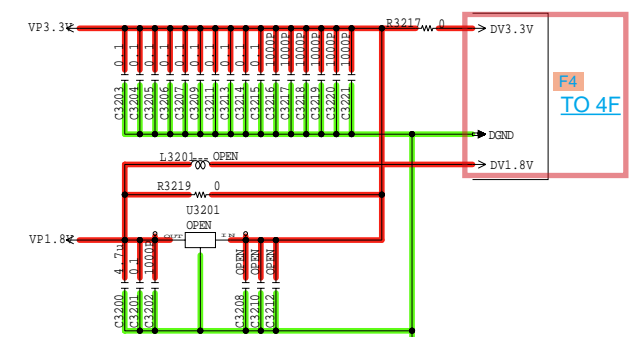 VP3.3V
R3217 0
DV3.3V
0.1 0.1 0.1 0.1 0.1 0.1 0.1 0.1 0.1 0.1 1000P 1000P 1000P 1000P 1000P 1000P
C3203 C3204 C3205 C3206 C3207 C3209 C3211 C3213 C3214 C3215 C3216 C3217 C3218 C3219 C3220 C3221
F4
TO 4F
DGND
L3201 OPEN
DV1.8V
R3219 0
U3201
OPEN
VP1.8V
OUT IN
4.7u 0.1 1000P OPEN OPEN OPEN
C3200 C3201 C3202 C3208 C3210 C3212